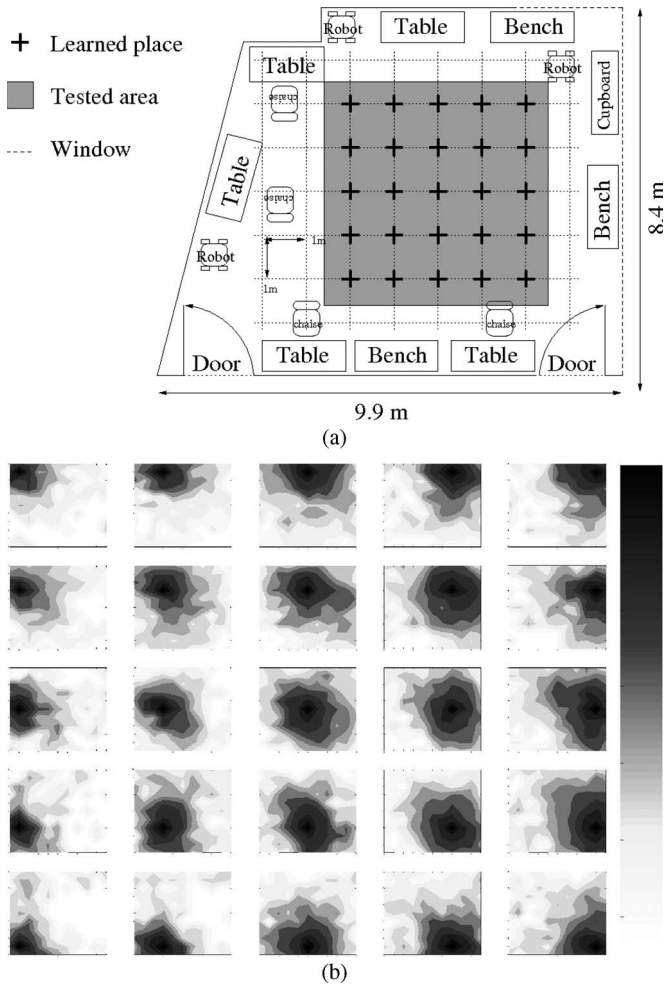 Robot
Table
Bench
Learned place
Table
Robot
chaise
Cupboard
Tested area
Window
Table
chaise
Bench
8.4 m
1m
Robot
1m
chaise
chaise
Door
Table
Bench
Table
Door
9.9 m
(a)
(b)